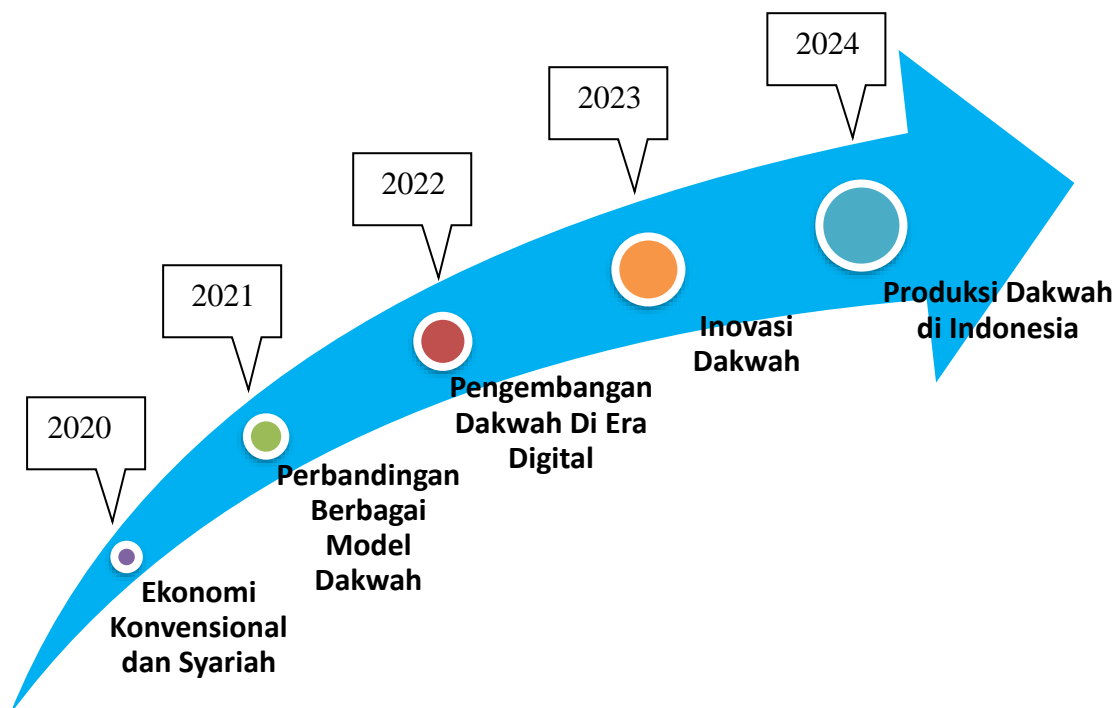 2020
Ekonomi
Konvensional
dan Syariah
2021
Perbandingan
Berbagai
Model
Dakwah
2022
Pengembangan
Dakwah Di Era
Digital
2023
Inovasi
Dakwah
2024
Produksi Dakwah
di Indonesia